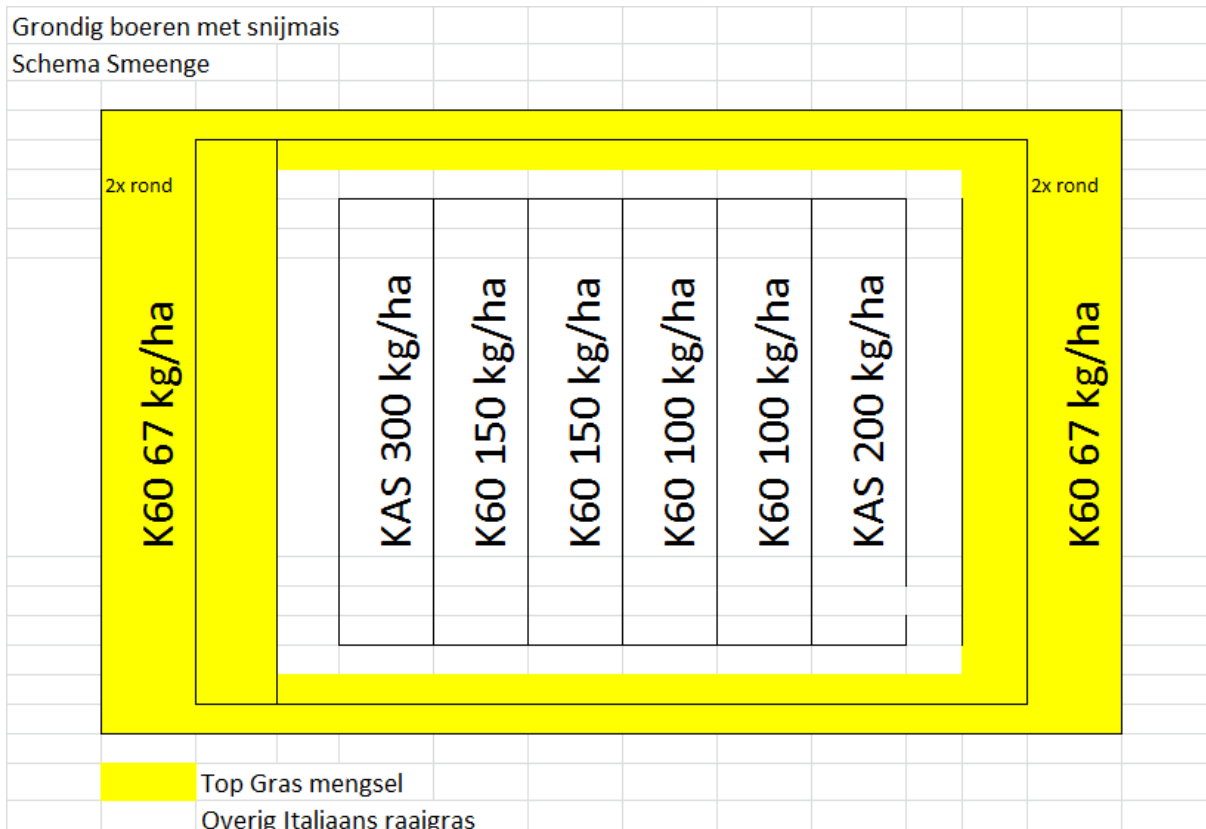 Grondig boeren met snijmais
Schema Smeenge
2x rond
2x rond
K60 67 kg/ha
KAS 300 kg/ha
K60 150 kg/ha
K60 150 kg/ha
K60 100 kg/ha
K60 100 kg/ha
KAS 200 kg/ha
K60 67 kg/ha
Top Gras mengsel
Overig Italiaans raaigras